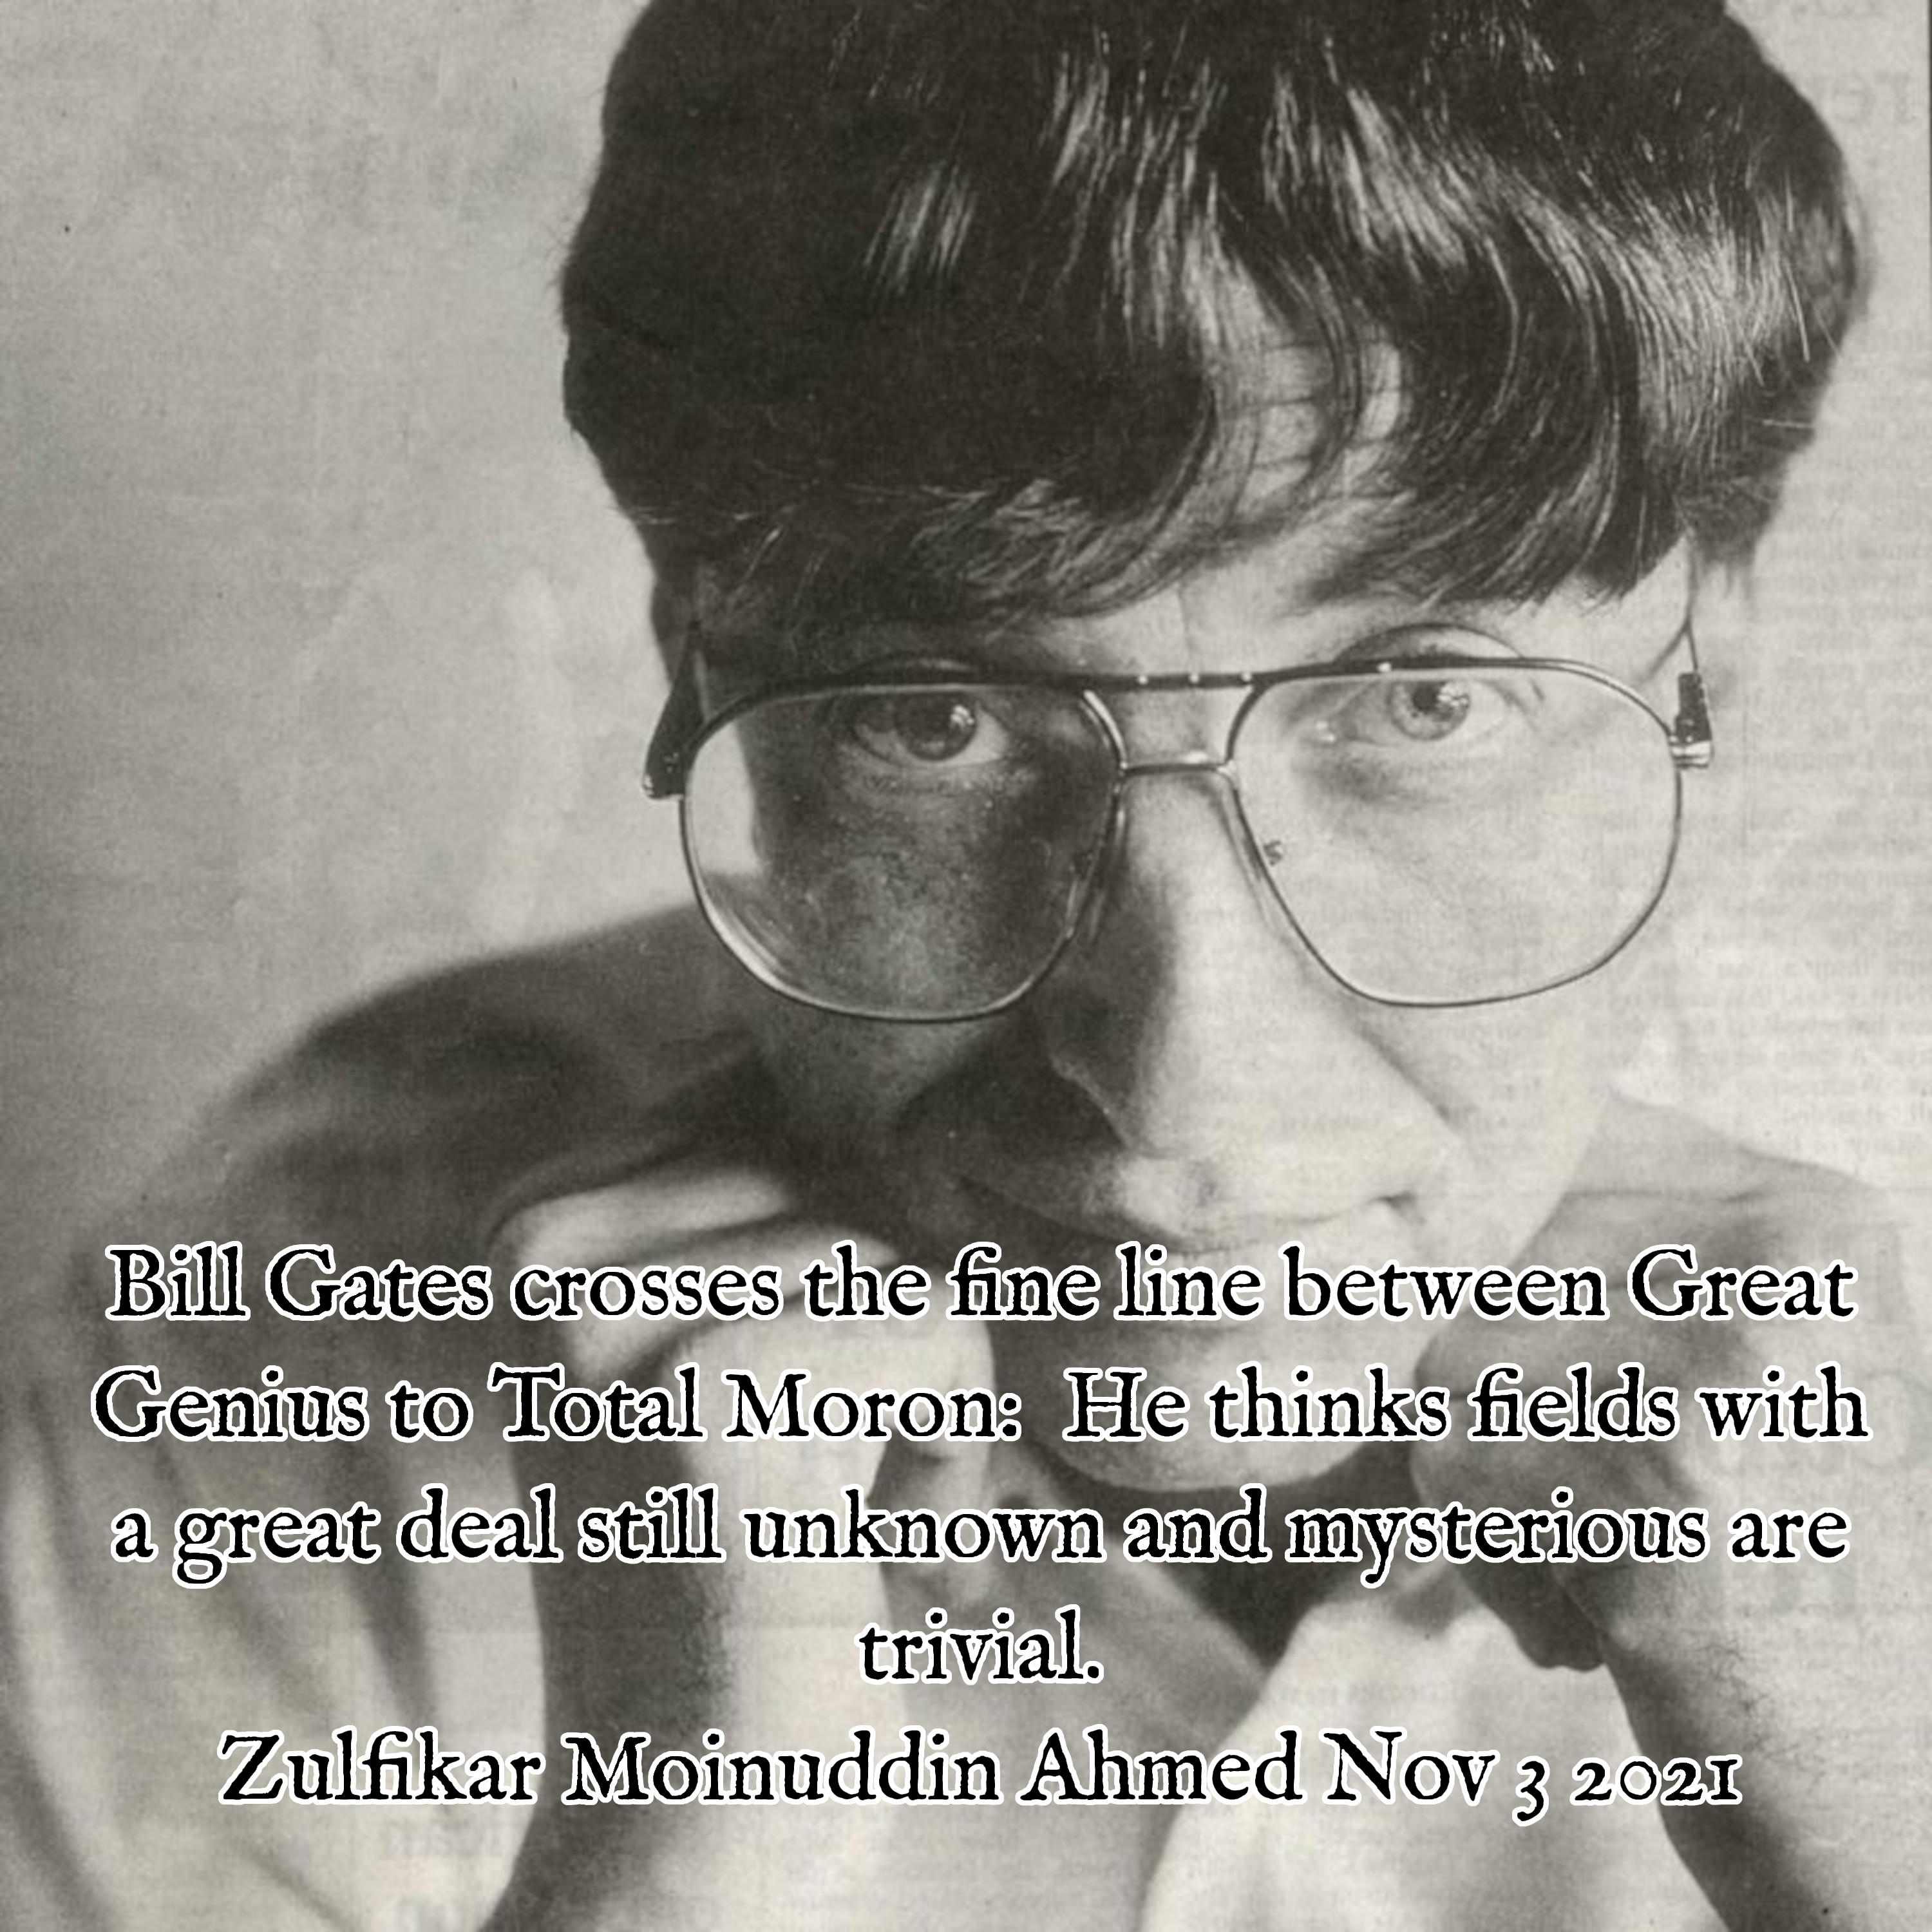 Bill Gates crosses the fine line between Great
Genius to Total Moron:  He thinks fields with
a great deal still unknown and mysterious are
trivial.
Zulfikar Moinuddin Ahmed Nov 3 2021